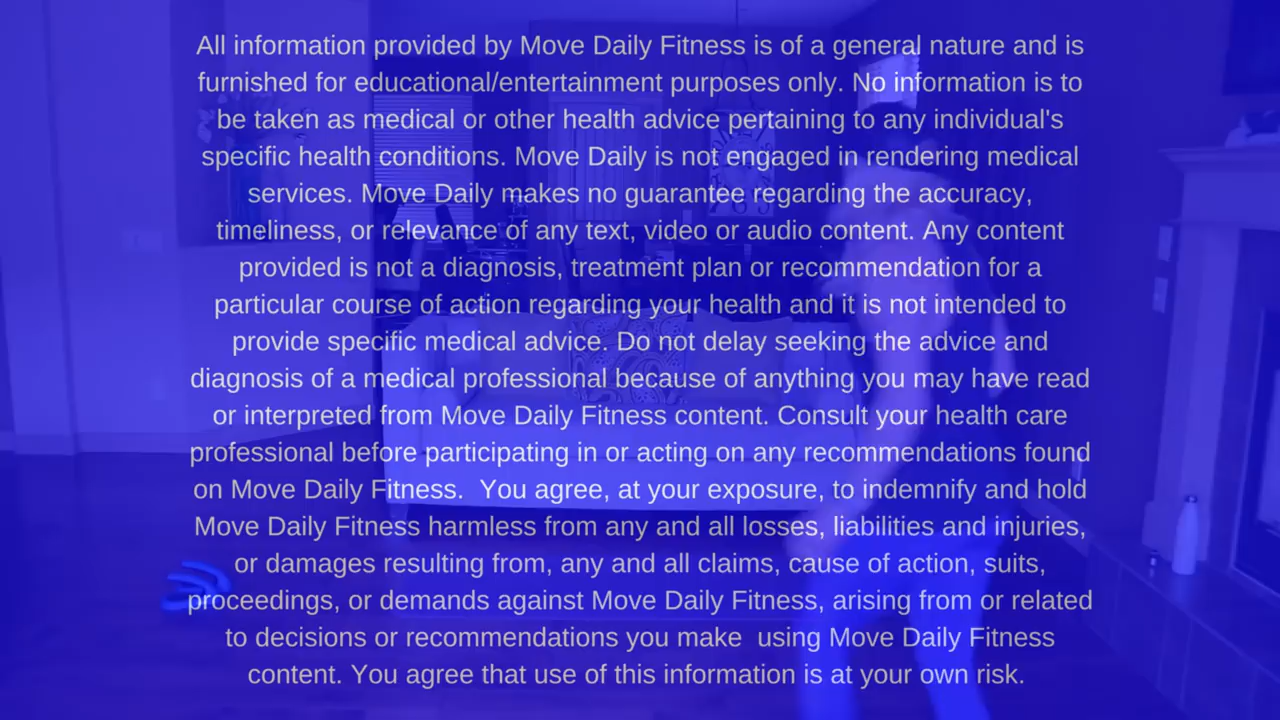 All information provided by Move Daily Fitness is of a general nature and is
furnished for educational/entertainment purposes only. No information is to
be taken as medical or other health advice pertaining to any individual's
specific health conditions. Move Daily is not engaged in rendering medical
services. Move Daily makes no guarantee regarding the accuracy,
timeliness, or relevance of any text, video or audio content. Any content
provided is not a diagnosis, treatment plan or recommendation for a
particular course of action regarding your health and it is not intended to
provide specific medical advice. Do not delay seeking the advice and
diagnosis of a medical professional because of anything you may have read
or interpreted from Move Daily Fitness content. Consult your health care
professional before participating in or acting on any recommendations found
on Move Daily Fitness.  You agree, at your exposure, to indemnify and hold
Move Daily Fitness harmless from any and all losses, liabilities and injuries,
or damages resulting from, any and all claims, cause of action, suits,
proceedings, or demands against Move Daily Fitness, arising from or related
to decisions or recommendations you make  using Move Daily Fitness
content. You agree that use of this information is at your own risk.